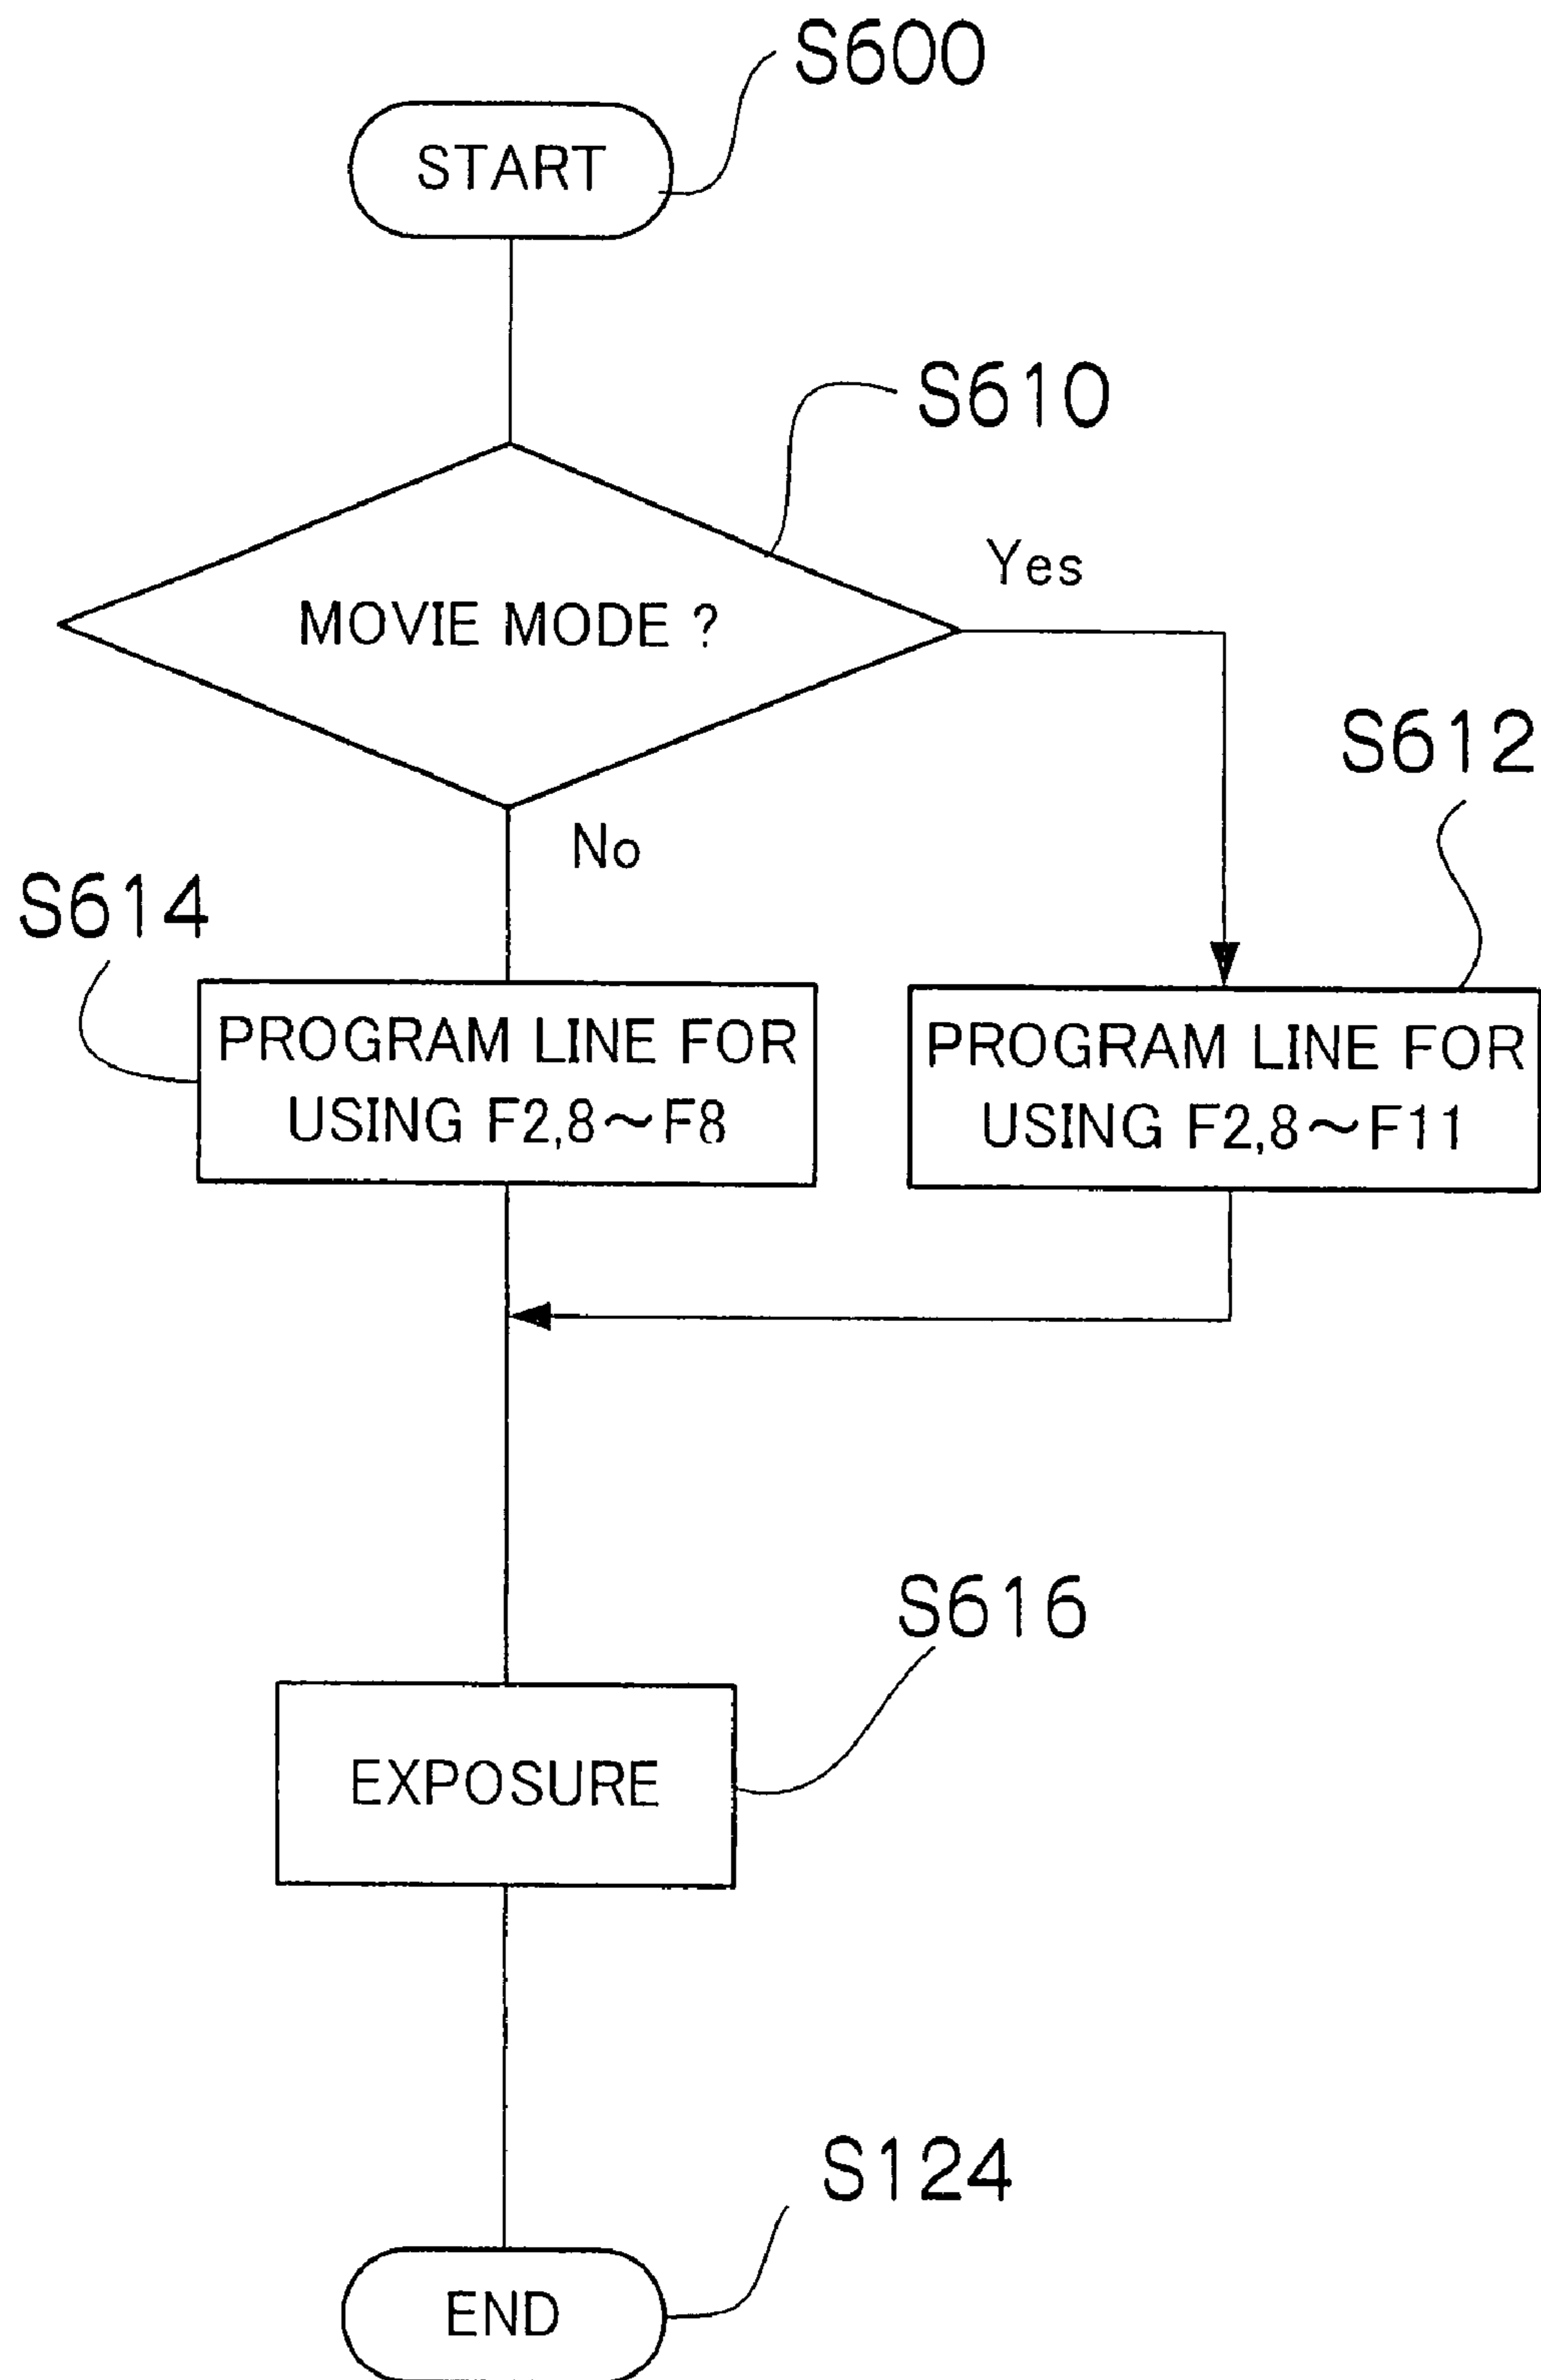 S600
START
S610
Yes
MOVIE MODE ?
S612
No
S614
PROGRAM LINE FOR
USING F2,8～F8
PROGRAM LINE FOR
USING F2,8～F11
S616
EXPOSURE
S124
END